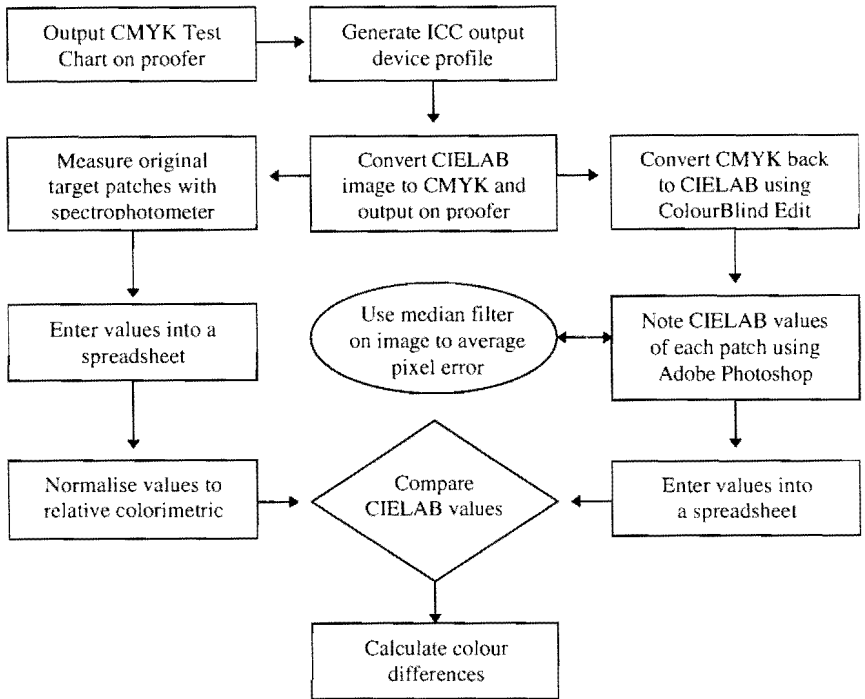 Output CMYK Test
Chart on proofer
Generate ICC output
device profile
Measure original
target patches with
spectrophotometer
Convert CIELAB
image to CMYK and
output on proofer
Convert CMYK back
to CIELAB using
ColourBlind Edit
Enter values into a
spreadsheet
Use median filter
on image to average
pixel error
Note CIELAB values
of each patch using
Adobe Photoshop
Normalise values to
relative colorimetric
Compare
CIELAB values
Enter values into
a spreadsheet
Calculate colour
differences